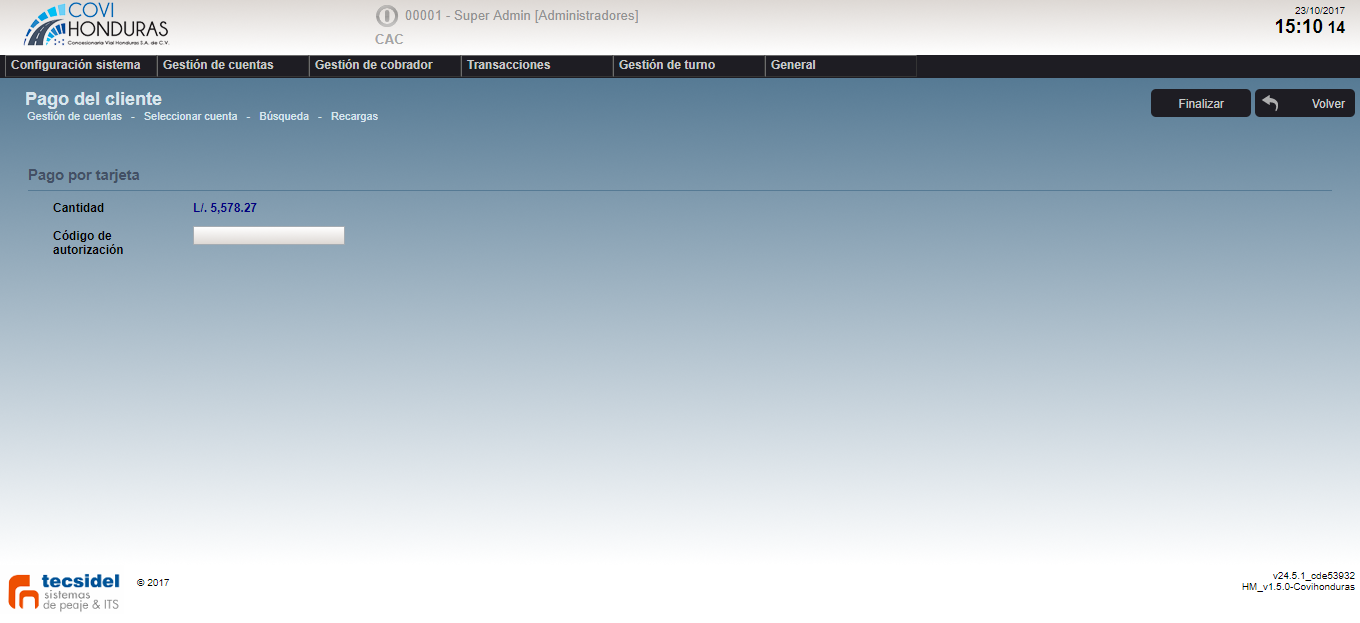 COVI
HONDURAS
Concesionaria Vial Honduras S.A. de C.V.
00001 - Super Admin [Administradores]
CAC
23/10/2017
15:10 14
Configuración sistema Gestión de cuentas Gestión de cobrador Transacciones Gestión de turno General
Pago del cliente
Gestión de cuentas - Seleccionar cuenta - Búsqueda - Recargas
Finalizar Volver
Pago por tarjeta
Cantidad L/. 5,578.27
Código de
autorización
tecsidel
sistemas
de peaje & ITS
© 2017
v24.5.1_cde53932
HM_v1.5.0-Covihonduras